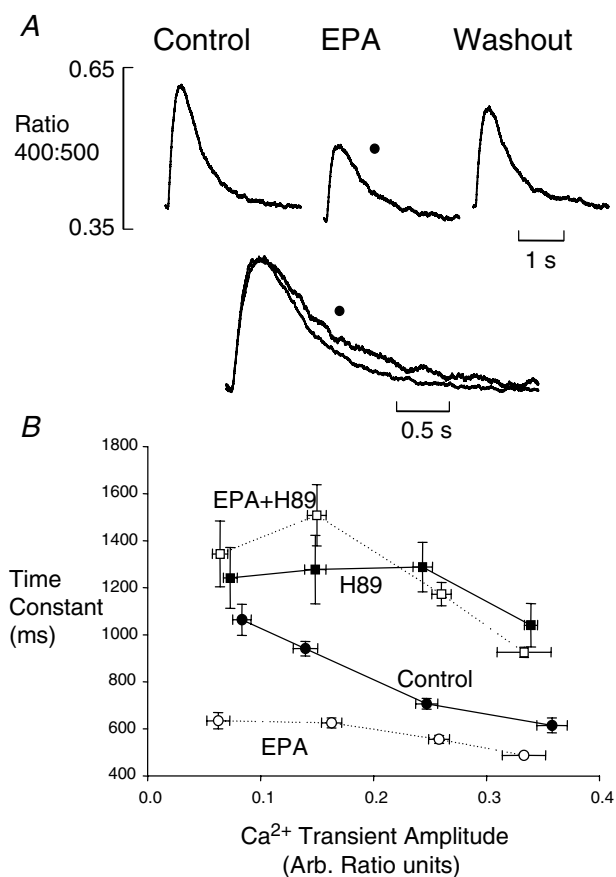 A
Control EPA Washout
0.65
Ratio
400:500
0.35
1 s
0.5 s
B
1800
1600
1400
1200
1000
800
600
400
Time
Constant
(ms)
EPA+H89
H89
Control
EPA
0.0 0.1 0.2 0.3 0.4
Ca²⁺ Transient Amplitude
(Arb. Ratio units)